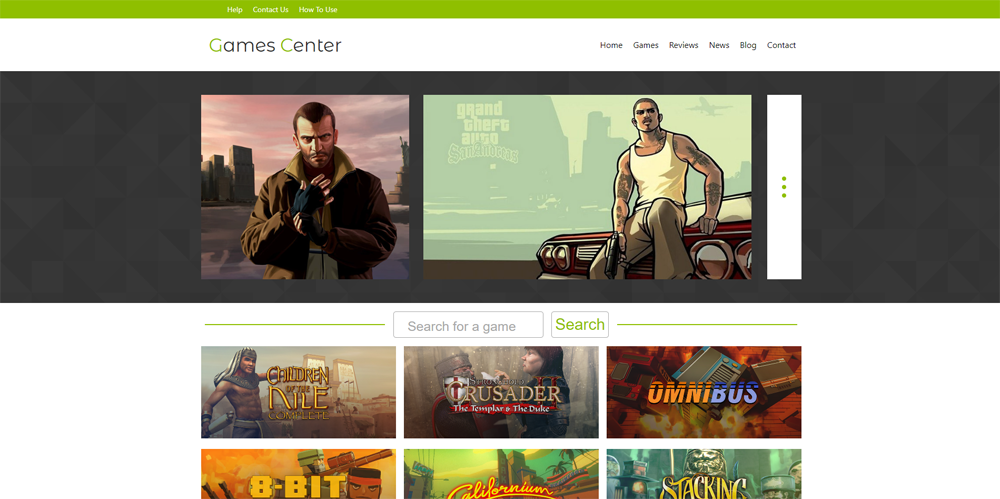 Help Contact Us How To Use
Games Center
Home Games Reviews News Blog Contact
grand
theft
auto
San Andreas
Search for a game
Search
CHILDREN
OF THE
NILE
COMPLETE
STRONGHOLD
CRUSADER II
The Templar & The Duke
OMNIBUS
8-BIT
Californium
STACKING